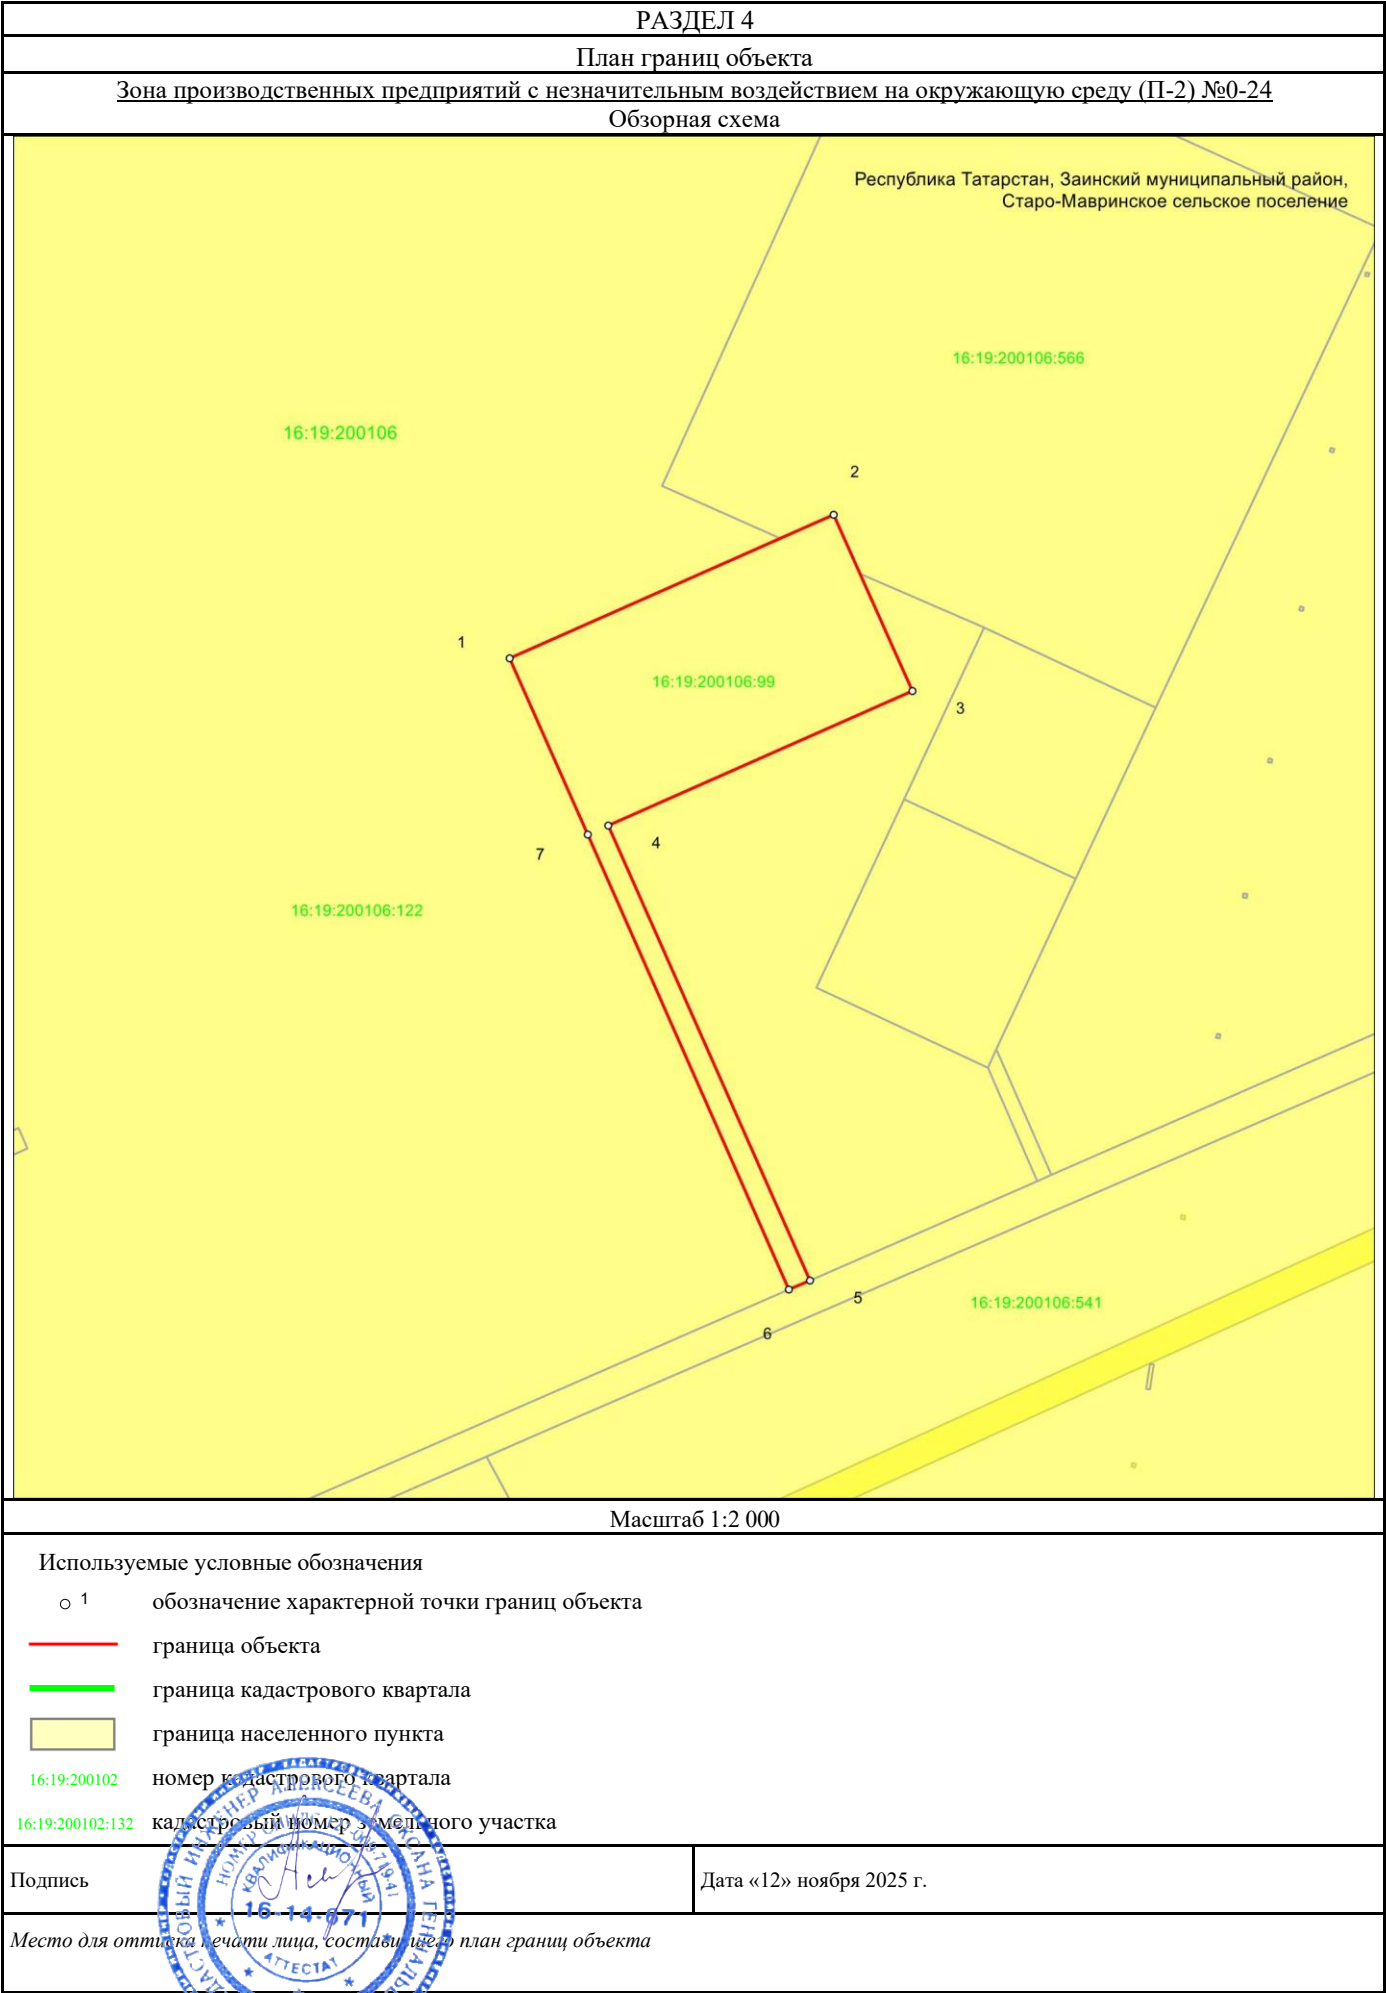 РАЗДЕЛ 4
План границ объекта
Зона производственных предприятий с незначительным воздействием на окружающую среду (П-2) №0-24
Обзорная схема
Республика Татарстан, Заинский муниципальный район,
Старо-Мавринское сельское поселение
16:19:200106:566
16:19:200106
2
1
16:19:200106:99
3
4
7
16:19:200106:122
5
16:19:200106:541
6
Масштаб 1:2 000
Используемые условные обозначения
1 обозначение характерной точки границ объекта
граница объекта
граница кадастрового квартала
граница населенного пункта
16:19:200102 номер кадастрового квартала
16:19:200102:132 кадастровый номер земельного участка
Подпись
Дата «12» ноября 2025 г.
Место для оттиска печати лица, составившего план границ объекта
ИНЖЕНЕР АЛЕКСЕЕВА ОКСАНА
КВАЛИФИКАЦИОННЫЙ
16-14-671
АТТЕСТАТ